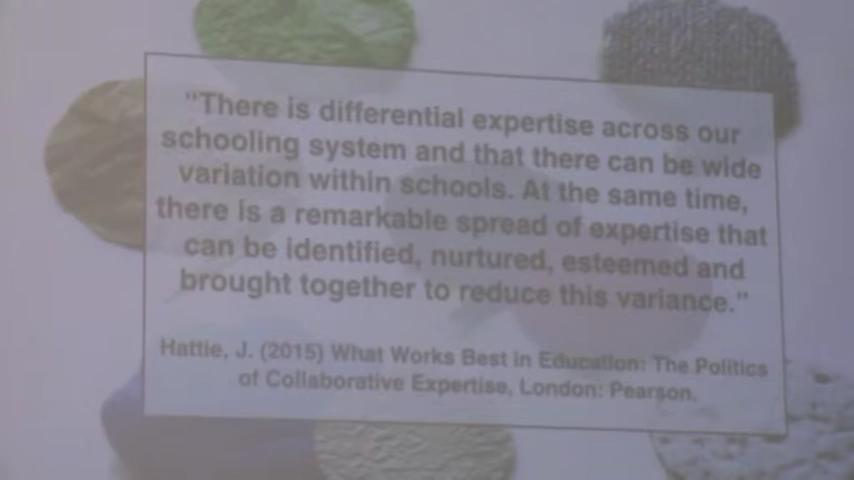 "There is differential expertise across our
schooling system and that there can be wide
variation within schools. At the same time,
there is a remarkable spread of expertise that
can be identified, nurtured, esteemed and
brought together to reduce this variance."
Hattie, J. (2015) What Works Best in Education: The Politics
of Collaborative Expertise, London: Pearson.